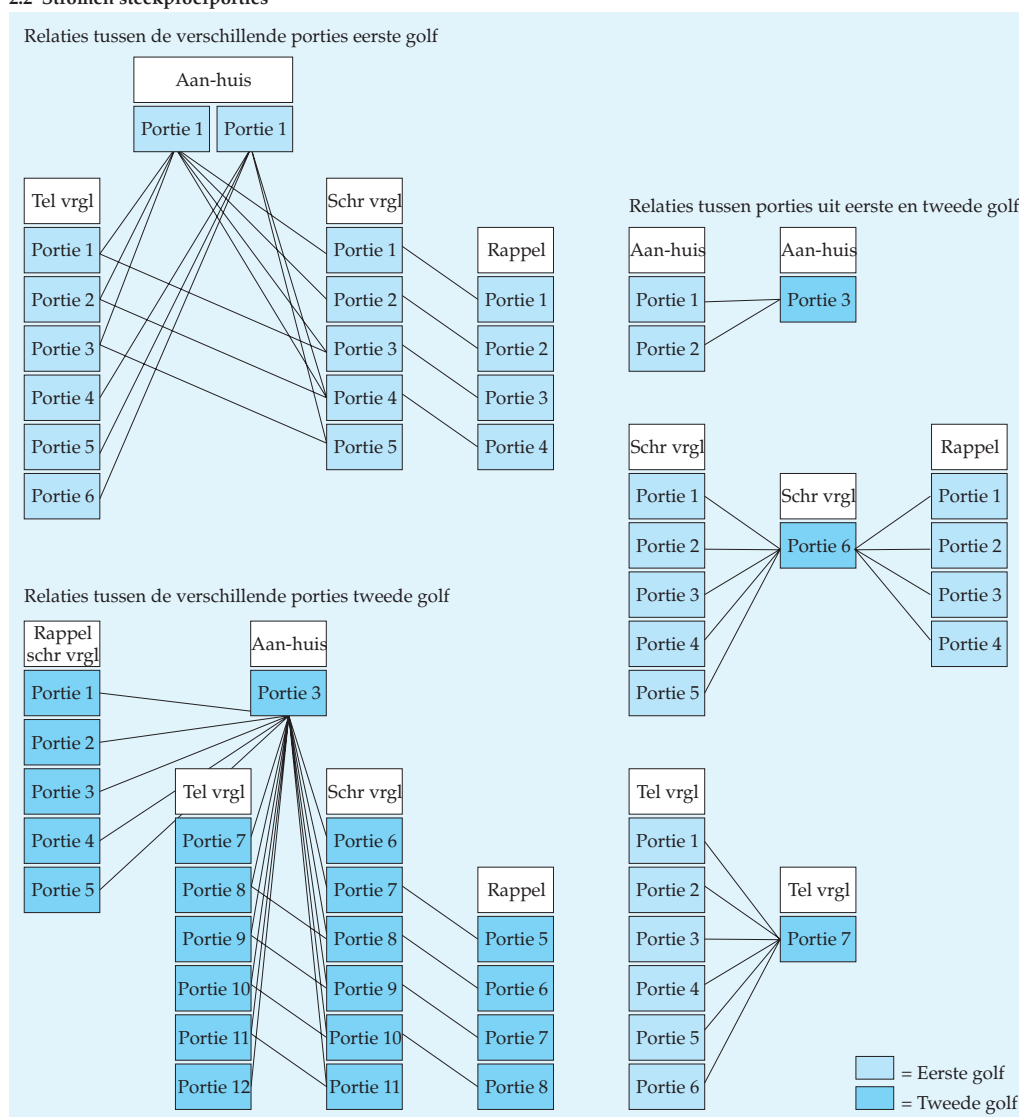 2.2 Stromen steekproefporties
Relaties tussen de verschillende porties eerste golf
Aan-huis
Portie 1 Portie 1
Tel vrgl
Portie 1
Portie 2
Portie 3
Portie 4
Portie 5
Portie 6
Schr vrgl
Portie 1
Portie 2
Portie 3
Portie 4
Portie 5
Rappel
Portie 1
Portie 2
Portie 3
Portie 4
Relaties tussen porties uit eerste en tweede golf
Aan-huis
Portie 1
Portie 2
Aan-huis
Portie 3
Schr vrgl
Portie 1
Portie 2
Portie 3
Portie 4
Portie 5
Schr vrgl
Portie 6
Rappel
Portie 1
Portie 2
Portie 3
Portie 4
Relaties tussen de verschillende porties tweede golf
Rappel
schr vrgl
Portie 1
Portie 2
Portie 3
Portie 4
Portie 5
Aan-huis
Portie 3
Tel vrgl
Portie 7
Portie 8
Portie 9
Portie 10
Portie 11
Portie 12
Schr vrgl
Portie 6
Portie 7
Portie 8
Portie 9
Portie 10
Portie 11
Rappel
Portie 5
Portie 6
Portie 7
Portie 8
Tel vrgl
Portie 1
Portie 2
Portie 3
Portie 4
Portie 5
Portie 6
Tel vrgl
Portie 7
= Eerste golf
= Tweede golf